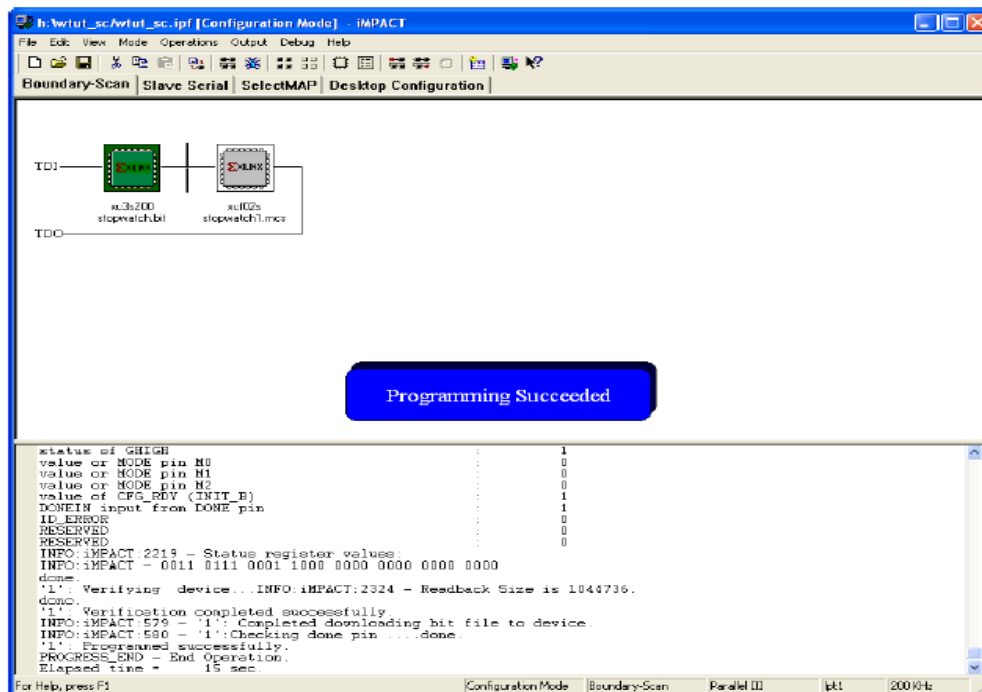 h:\wtut_sc/wtut_sc.ipf [Configuration Mode] - iMPACT
File Edit View Mode Operations Output Debug Help
Boundary-Scan Slave Serial SelectMAP Desktop Configuration
TDI
XILINX XILINX
xc3s200 xcf02s
stopwatch.bit stopwatch1.mcs
TDO
Programming Succeeded
status of GHIGH : 1
value or MODE pin M0 : 0
value or MODE pin M1 : 0
value or MODE pin M2 : 0
value of CFG_RDY (INIT_B) : 1
DONEIN input from DONE pin : 1
ID_ERROR : 0
RESERVED : 0
RESERVED : 0
INFO:iMPACT:2219 - Status register values:
INFO:iMPACT - 0011 0111 0001 1000 0000 0000 0000 0000
done.
'1': Verifying device...INFO:iMPACT:2324 - Readback Size is 1044736.
done.
'1': Verification completed successfully.
INFO:iMPACT:579 - '1': Completed downloading bit file to device.
INFO:iMPACT:580 - '1':Checking done pin ....done.
'1': Programmed successfully.
PROGRESS_END - End Operation.
Elapsed time = 15 sec.
For Help, press F1 Configuration Mode Boundary-Scan Parallel III lpt1 200 KHz